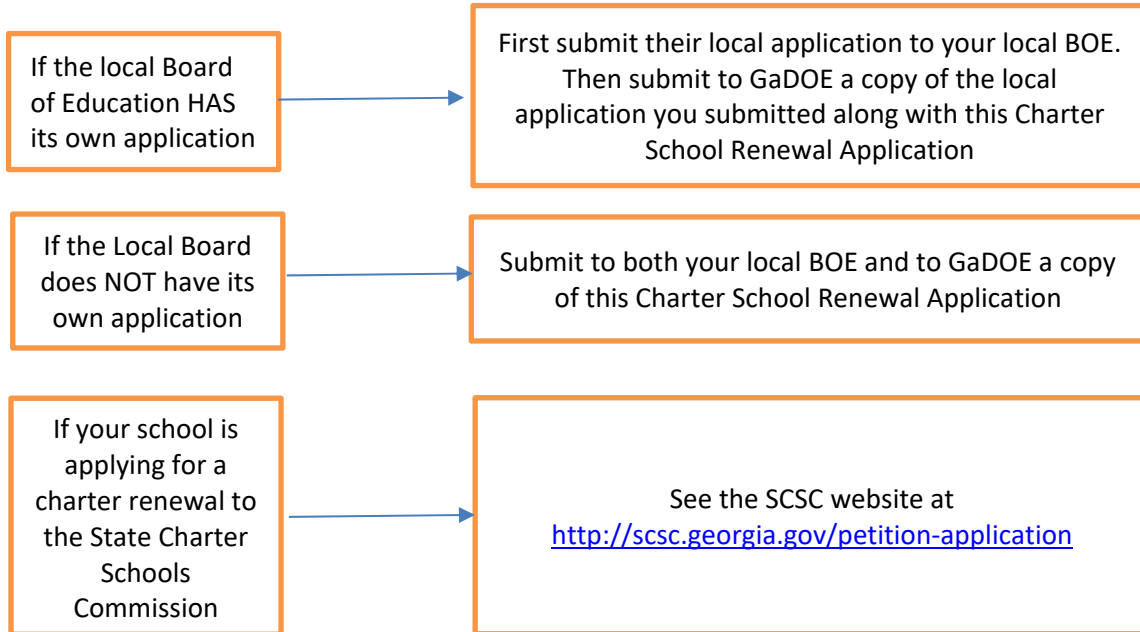 If the local Board
of Education HAS
its own application
First submit their local application to your local BOE.
Then submit to GaDOE a copy of the local
application you submitted along with this Charter
School Renewal Application
If the Local Board
does NOT have its
own application
Submit to both your local BOE and to GaDOE a copy
of this Charter School Renewal Application
If your school is
applying for a
charter renewal to
the State Charter
Schools
Commission
See the SCSC website at
http://scsc.georgia.gov/petition-application